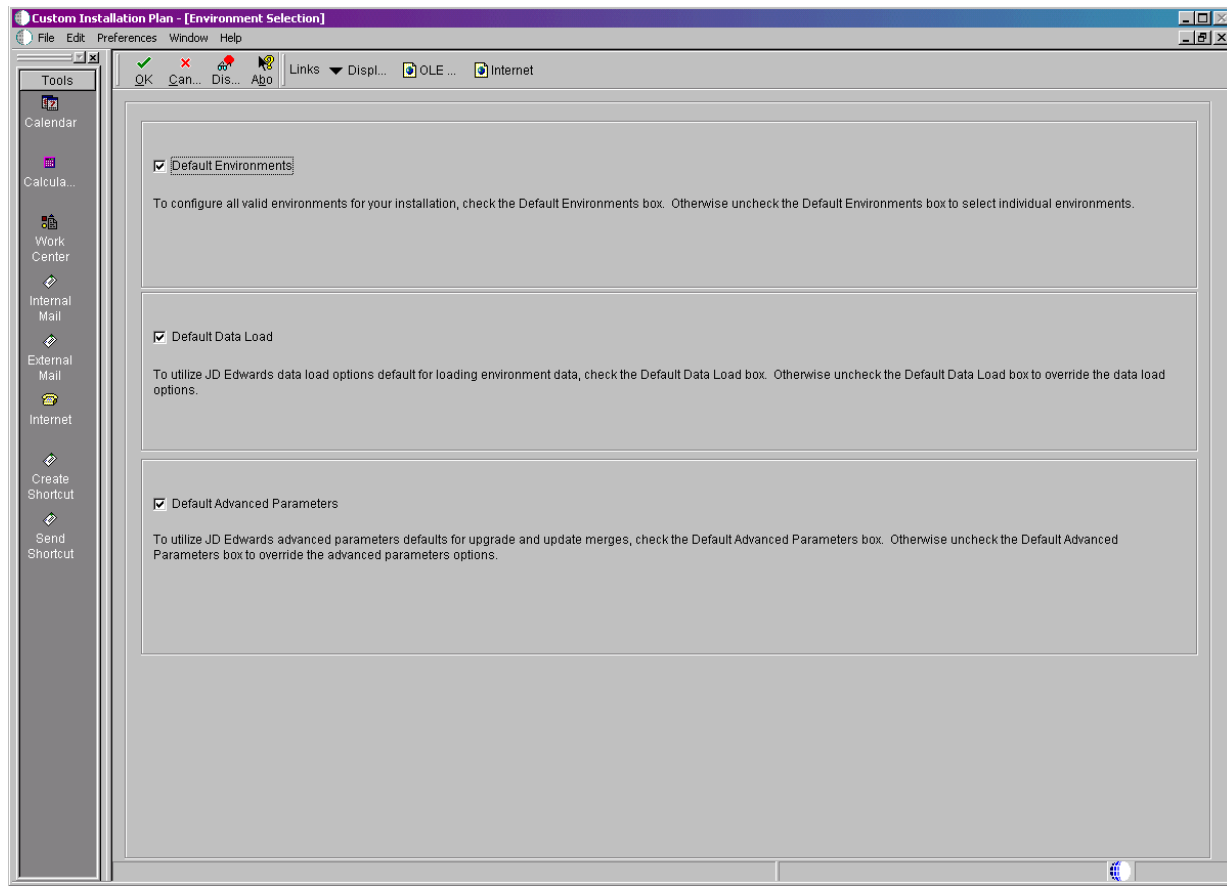 Custom Installation Plan - [Environment Selection]
File Edit Preferences Window Help
Tools
OK Can... Dis... Abo Links Displ... OLE ... Internet
Calendar
Calcula...
Work
Center
Internal
Mail
External
Mail
Internet
Create
Shortcut
Send
Shortcut
Default Environments
To configure all valid environments for your installation, check the Default Environments box. Otherwise uncheck the Default Environments box to select individual environments.
Default Data Load
To utilize JD Edwards data load options default for loading environment data, check the Default Data Load box. Otherwise uncheck the Default Data Load box to override the data load
options.
Default Advanced Parameters
To utilize JD Edwards advanced parameters defaults for upgrade and update merges, check the Default Advanced Parameters box. Otherwise uncheck the Default Advanced
Parameters box to override the advanced parameters options.